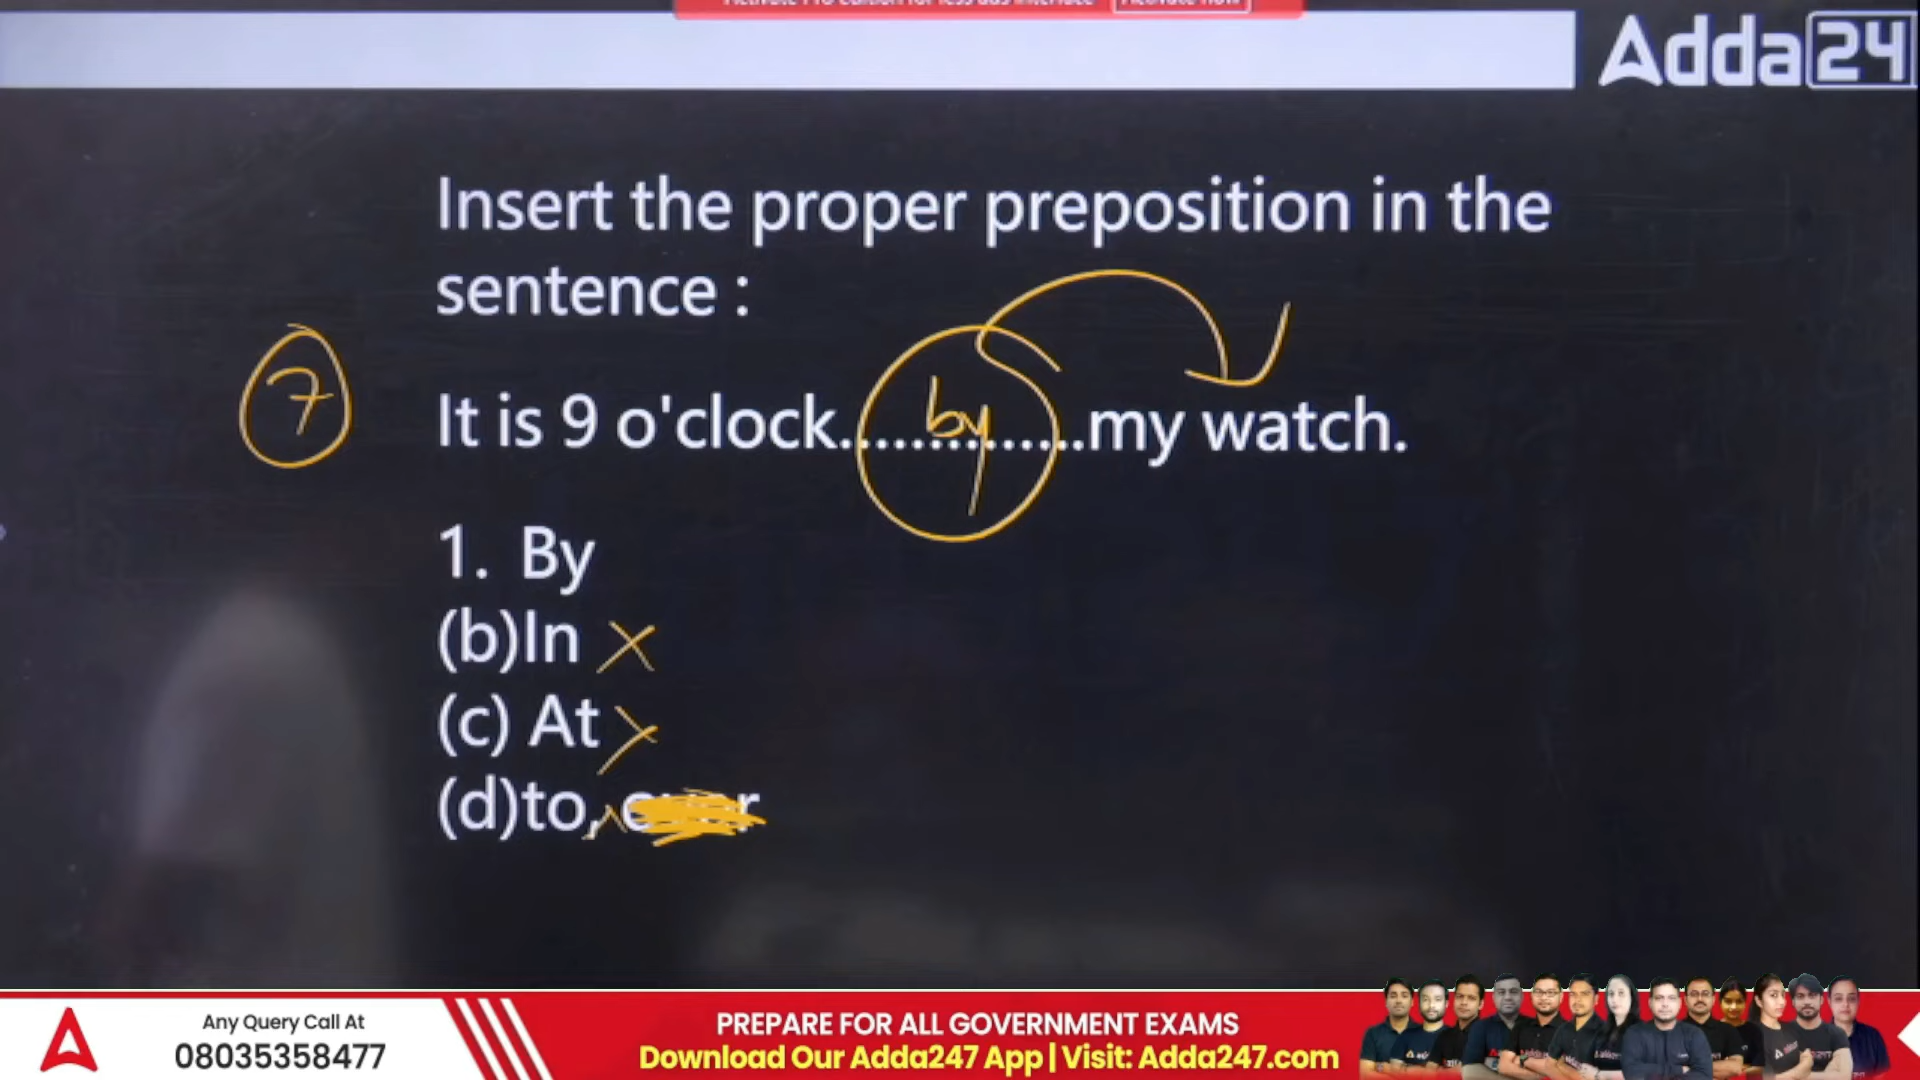 Adda24
Insert the proper preposition in the
sentence :
7
It is 9 o'clock...............my watch.
by
1. By
(b)In
(c) At
(d)to,
Any Query Call At
08035358477
PREPARE FOR ALL GOVERNMENT EXAMS
Download Our Adda247 App | Visit: Adda247.com